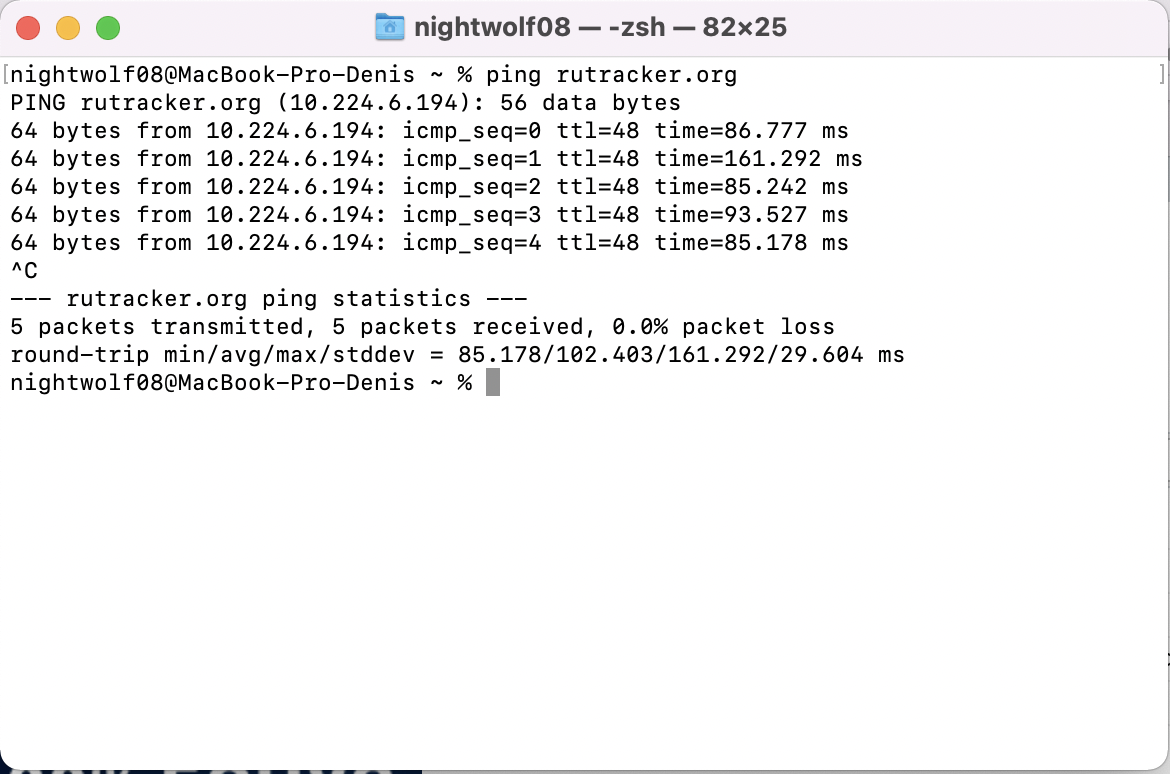 nightwolf08 — -zsh — 82×25
[nightwolf08@MacBook-Pro-Denis ~ % ping rutracker.org ]
PING rutracker.org (10.224.6.194): 56 data bytes
64 bytes from 10.224.6.194: icmp_seq=0 ttl=48 time=86.777 ms
64 bytes from 10.224.6.194: icmp_seq=1 ttl=48 time=161.292 ms
64 bytes from 10.224.6.194: icmp_seq=2 ttl=48 time=85.242 ms
64 bytes from 10.224.6.194: icmp_seq=3 ttl=48 time=93.527 ms
64 bytes from 10.224.6.194: icmp_seq=4 ttl=48 time=85.178 ms
^C
--- rutracker.org ping statistics ---
5 packets transmitted, 5 packets received, 0.0% packet loss
round-trip min/avg/max/stddev = 85.178/102.403/161.292/29.604 ms
nightwolf08@MacBook-Pro-Denis ~ %